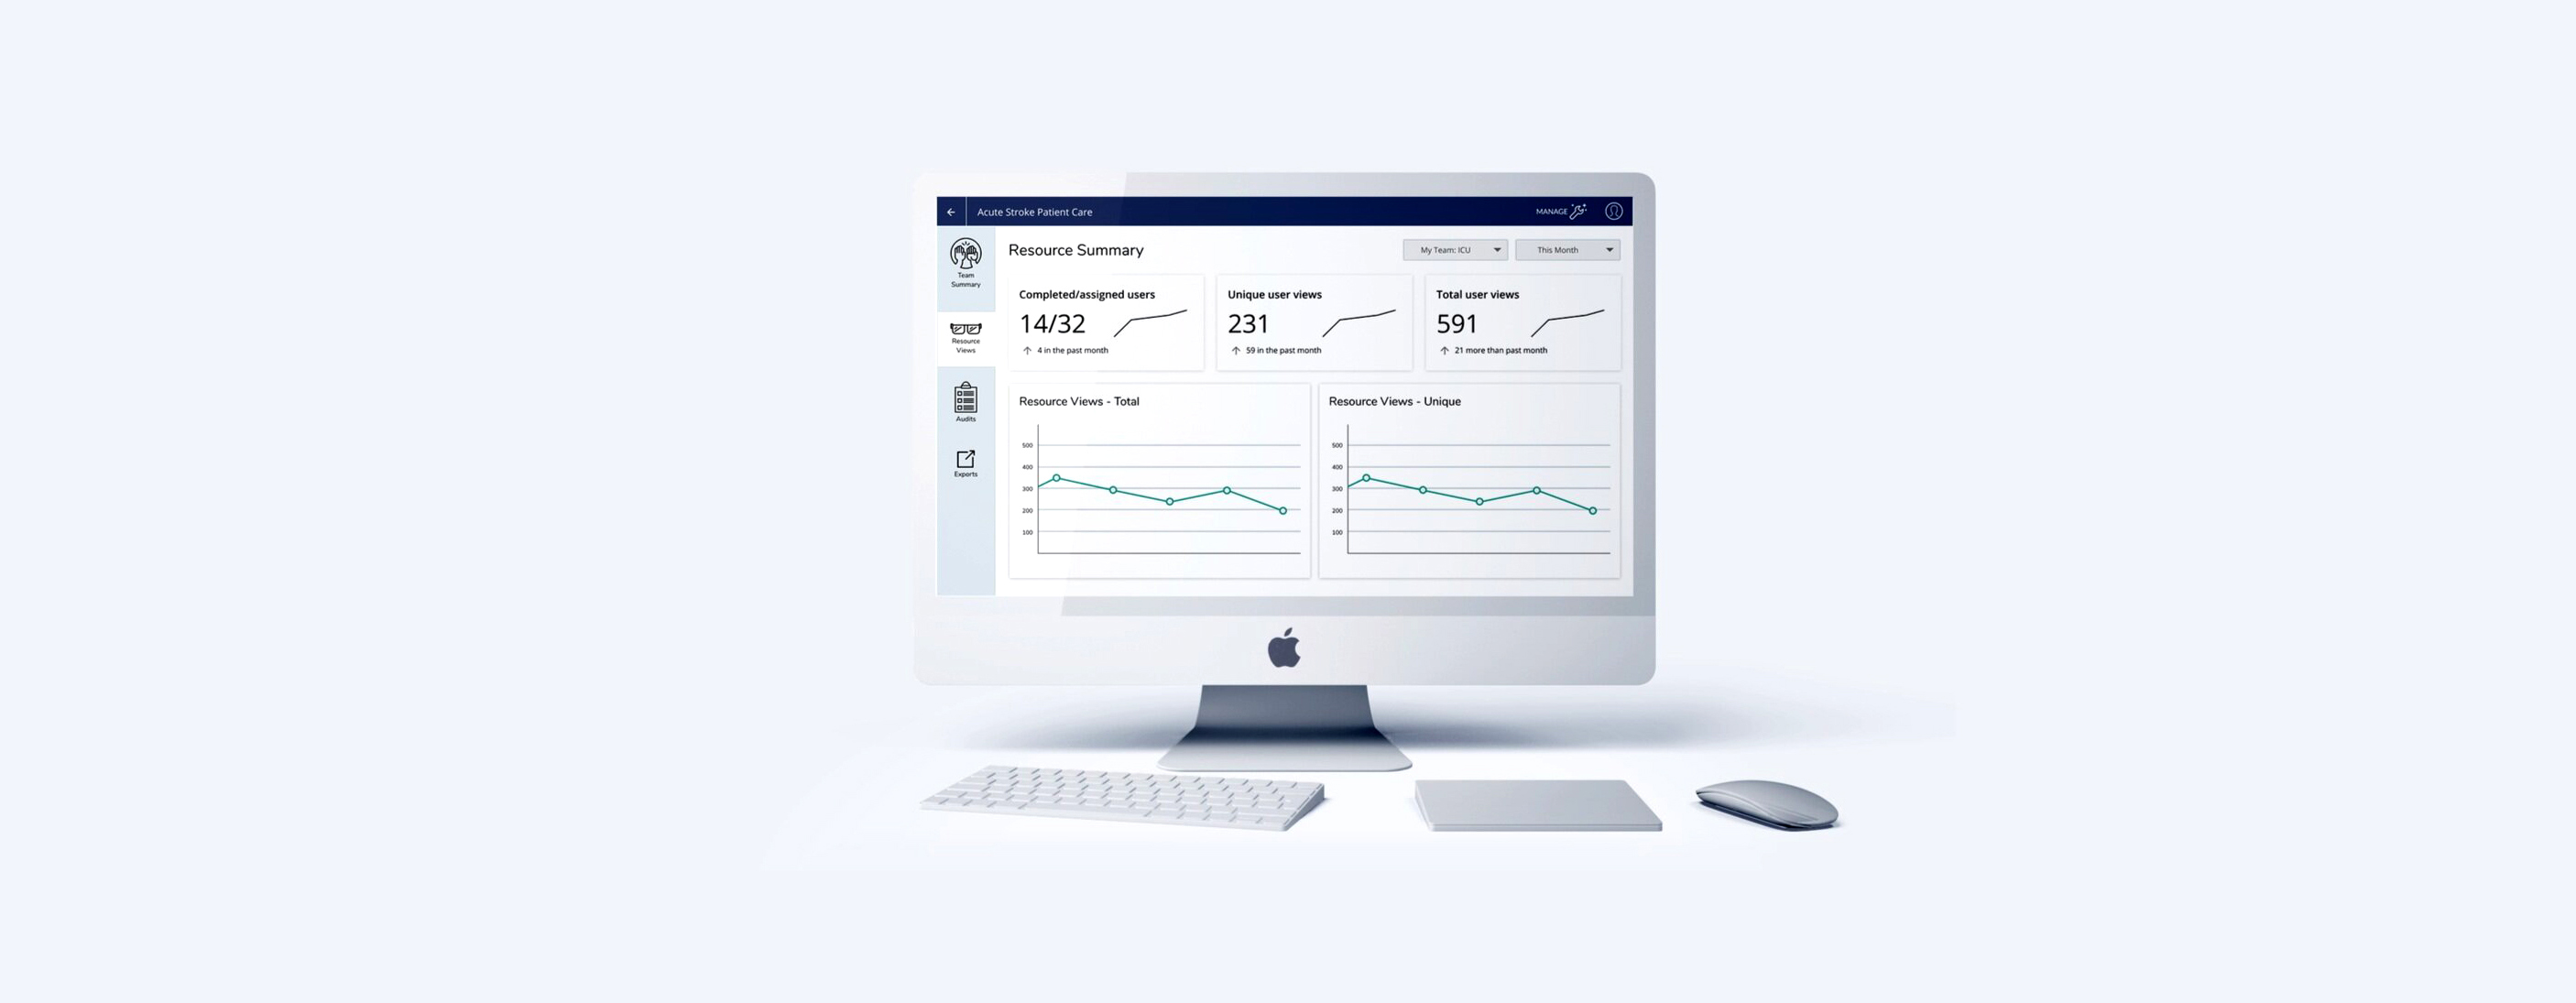 Acute Stroke Patient Care
MANAGE
Team
Summary
Resource
Views
Audits
Exports
Resource Summary
My Team: ICU
This Month
Completed/assigned users
14/32
4 in the past month
Unique user views
231
59 in the past month
Total user views
591
21 more than past month
Resource Views - Total
500
400
300
200
100
Resource Views - Unique
500
400
300
200
100